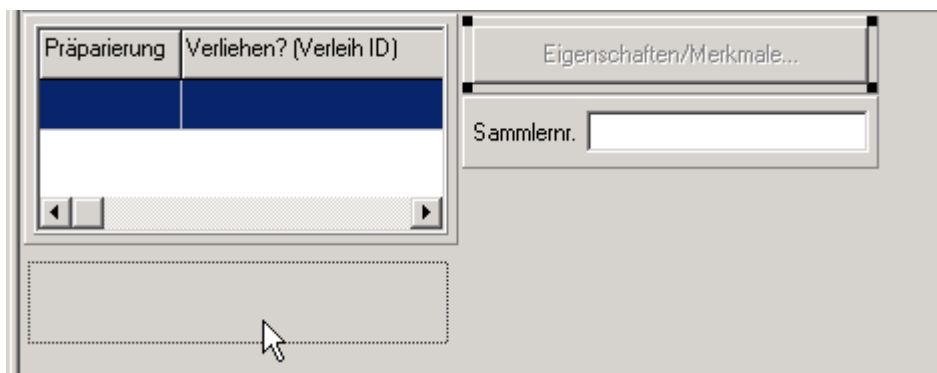 Präparierung Verliehen? (Verleih ID)
Eigenschaften/Merkmale...
Sammlernr.